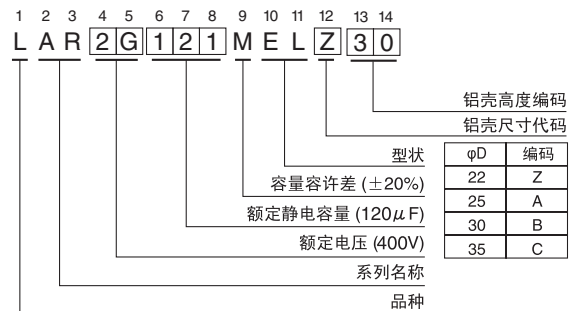 1 2 3 4 5 6 7 8 9 10 11 12 13 14
L A R 2 G 1 2 1 M E L Z 3 0
铝壳高度编码
铝壳尺寸代码
型状
容量容许差 (±20%)
额定静电容量 (120μF)
额定电压 (400V)
系列名称
品种
φD 编码
22 Z
25 A
30 B
35 C